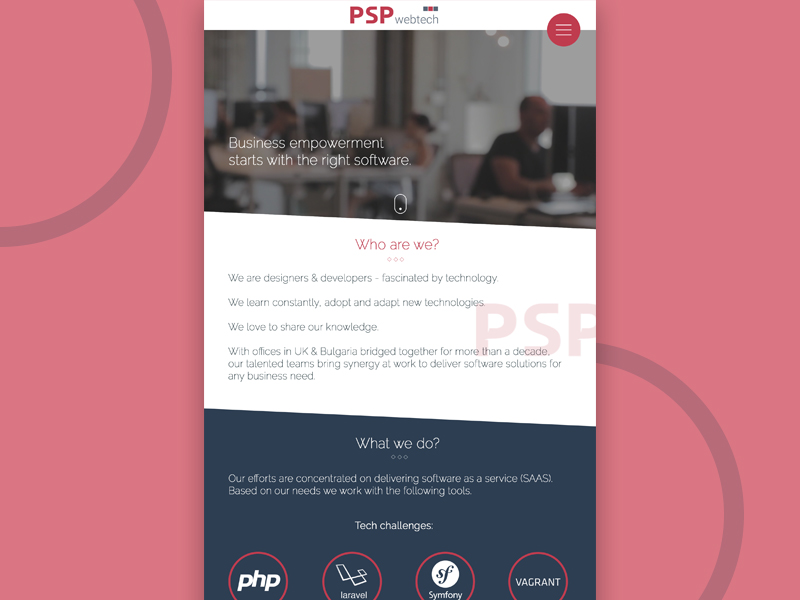 PSP webtech
Business empowerment
starts with the right software.
Who are we?
We are designers & developers - fascinated by technology.
We learn constantly, adopt and adapt new technologies.
We love to share our knowledge.
PSP
With offices in UK & Bulgaria bridged together for more than a decade,
our talented teams bring synergy at work to deliver software solutions for
any business need.
What we do?
Our efforts are concentrated on delivering software as a service (SAAS).
Based on our needs we work with the following tools.
Tech challenges:
php
laravel
sf
Symfony
VAGRANT